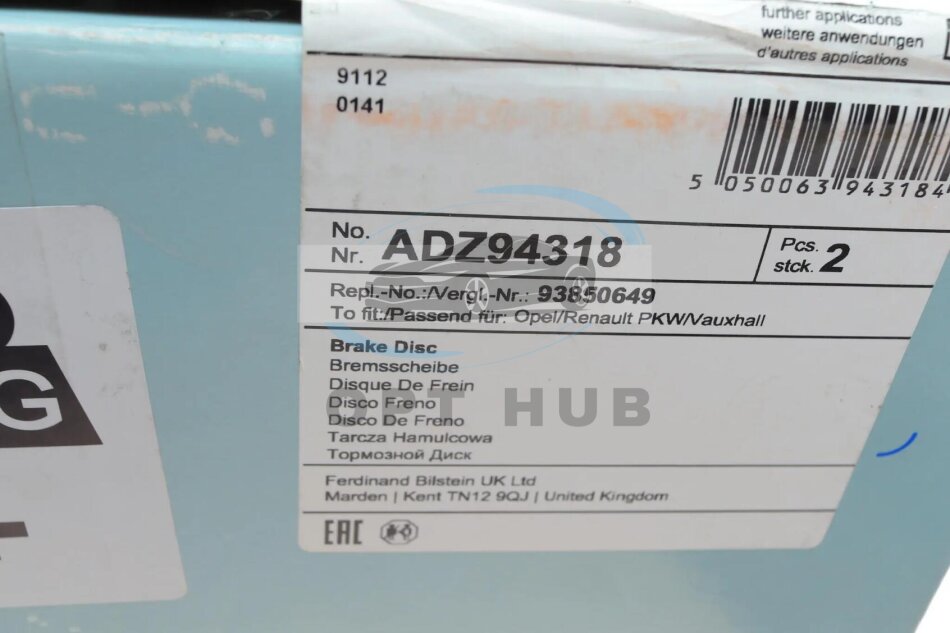 further applications
weitere anwendungen
d'autres applications
9112
0141
5 050063 943184
No.
Nr. ADZ94318
Pcs.
stck. 2
Repl.-No.:/Vergl.-Nr.: 93850649
To fit:/Passend für: Opel/Renault PKW/Vauxhall
Brake Disc
Bremsscheibe
Disque De Frein
Disco Freno
Disco De Freno
Tarcza Hamulcowa
Тормозной Диск
OPT HUB
Ferdinand Bilstein UK Ltd
Marden | Kent TN12 9QJ | United Kingdom
EAC
G